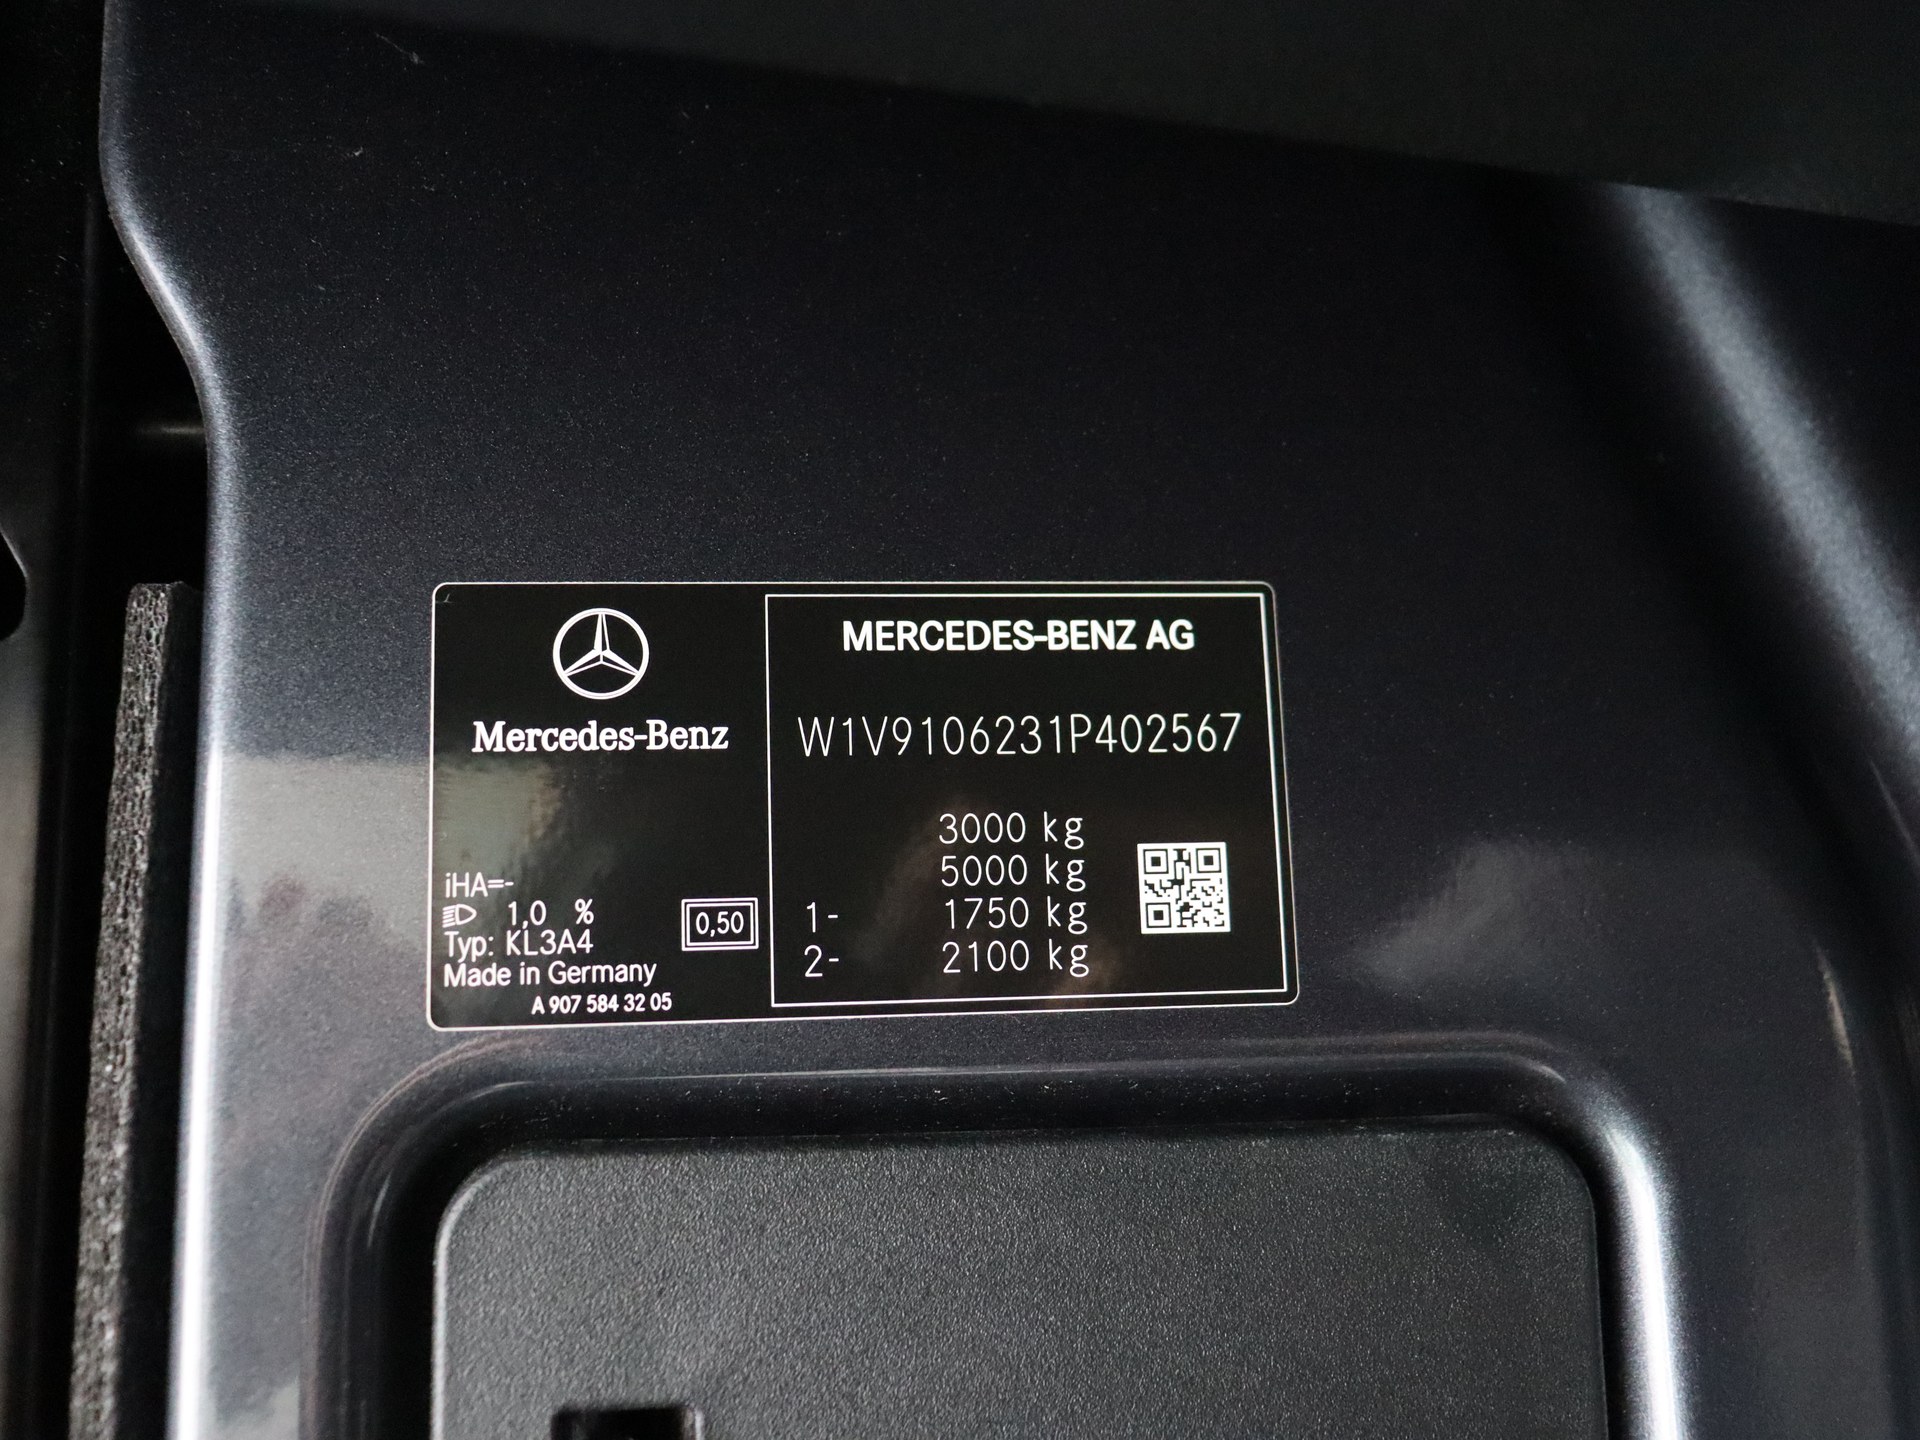 Mercedes-Benz
iHA=-
1,0 %
Typ: KL3A4
Made in Germany
A 907 584 32 05
0,50
MERCEDES-BENZ AG
W1V9106231P402567
3000 kg
5000 kg
1- 1750 kg
2- 2100 kg